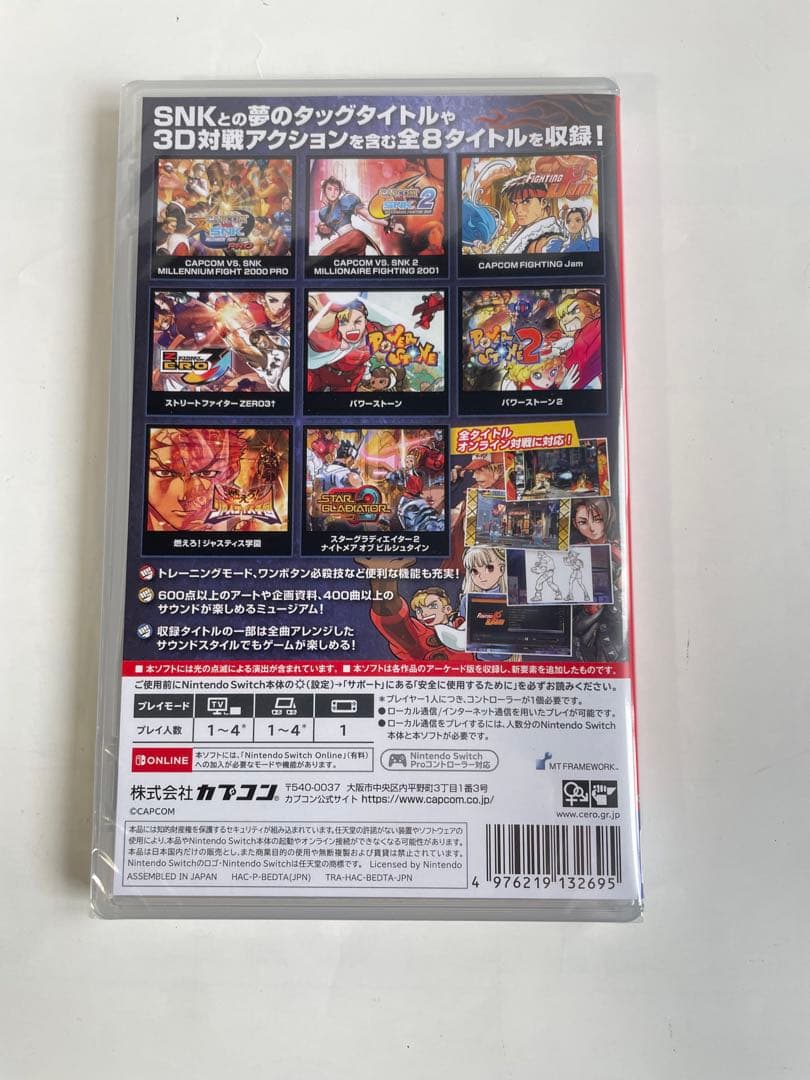 SNKとの夢のタッグタイトルや
3D対戦アクションを含む全8タイトルを収録！
CAPCOM VS. SNK
MILLENNIUM FIGHT 2000 PRO
CAPCOM VS. SNK 2
MILLIONAIRE FIGHTING 2001
FIGHTING Jam
CAPCOM FIGHTING Jam
ストリートファイターZERO3↑
POWER STONE
パワーストーン
POWER STONE 2
パワーストーン2
燃えろ！ジャスティス学園
STAR GLADIATOR 2
スターグラディエイター2
ナイトメア オブ ビルシュタイン
全タイトル
オンライン対戦に対応！
トレーニングモード、ワンボタン必殺技など便利な機能も充実！
600点以上のアートや企画資料、400曲以上の
サウンドが楽しめるミュージアム！
収録タイトルの一部は全曲アレンジした
サウンドスタイルでもゲームが楽しめる！
■本ソフトには光の点滅による演出が含まれています。 ■本ソフトは各作品のアーケード版を収録し、新要素を追加したものです。
ご使用前にNintendo Switch本体の(設定)→「サポート」にある「安全に使用するために」を必ずお読みください。
プレイモード TV
プレイ人数 1～4* 1～4* 1
*プレイヤー1人につき、コントローラーが1個必要です。
●ローカル通信/インターネット通信を用いたプレイが可能です。
●ローカル通信をプレイするには、人数分のNintendo Switch
本体と本ソフトが必要です。
ONLINE
本ソフトには、「Nintendo Switch Online」(有料)
への加入が必要なモードや機能があります。
Nintendo Switch
Proコントローラー対応
MT FRAMEWORK™
株式会社 カプコン®
〒540-0037 大阪市中央区内平野町3丁目1番3号
カプコン公式サイト https://www.capcom.co.jp/
©CAPCOM
www.cero.gr.jp
本品には知的財産権を保護するセキュリティが組み込まれています。任天堂の許諾がない装置やソフトウェアの
使用により、本品やNintendo Switch本体の起動やオンライン接続ができなくなる可能性があります。
本品は日本国内だけの販売とし、また商業目的の使用や無断複製および賃貸は禁止されています。
Nintendo Switchのロゴ・Nintendo Switchは任天堂の商標です。 Licensed by Nintendo
ASSEMBLED IN JAPAN HAC-P-BEDTA(JPN) TRA-HAC-BEDTA-JPN
4 976219 132695